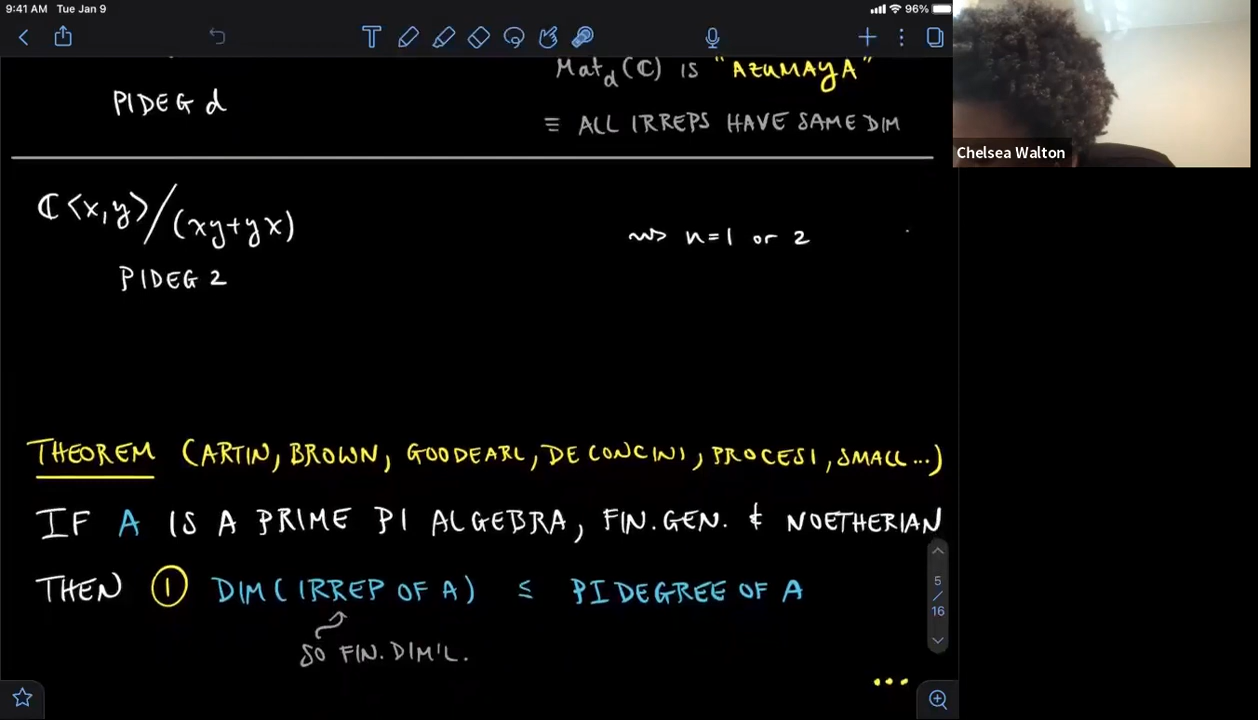 9:41 AM Tue Jan 9
96%
Mat_d(ℂ) IS "AZUMAYA"
PIDEG d
≡ ALL IRREPS HAVE SAME DIM
Chelsea Walton
ℂ<x,y>/(xy+yx)
⇝ n=1 or 2
PIDEG 2
THEOREM (ARTIN, BROWN, GOODEARL, DE CONCINI, PROCESI, SMALL...)
IF A IS A PRIME PI ALGEBRA, FIN. GEN. & NOETHERIAN
THEN ① DIM(IRREP OF A) ≤ PI DEGREE OF A
SO FIN. DIM'L.
...
5
/
16